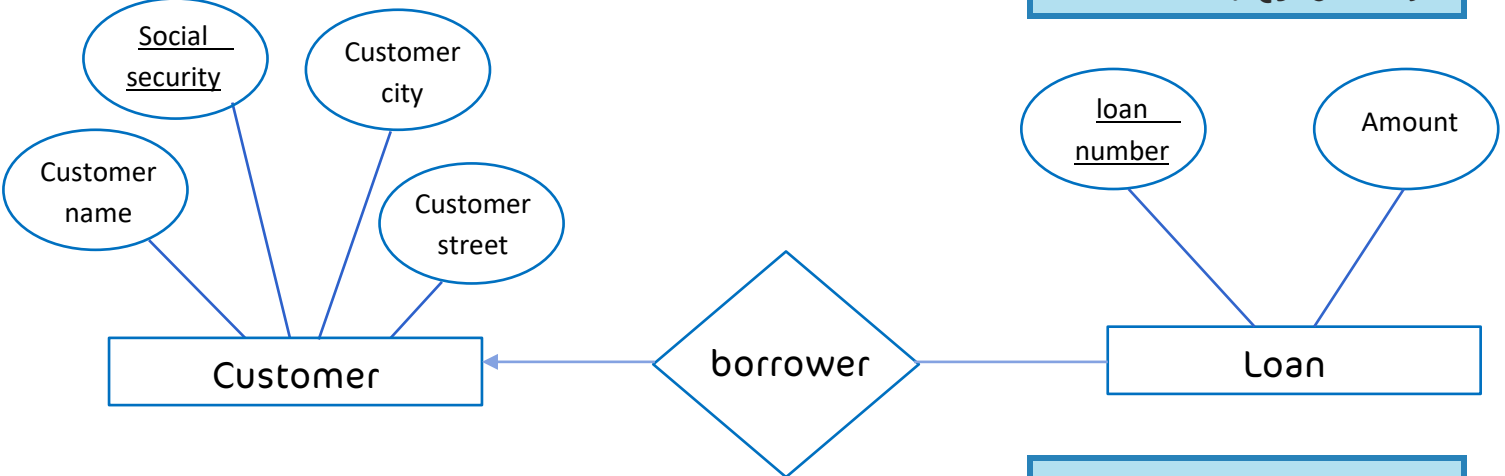 Social
security
Customer
city
Customer
name
Customer
street
loan
number
Amount
Customer
borrower
Loan